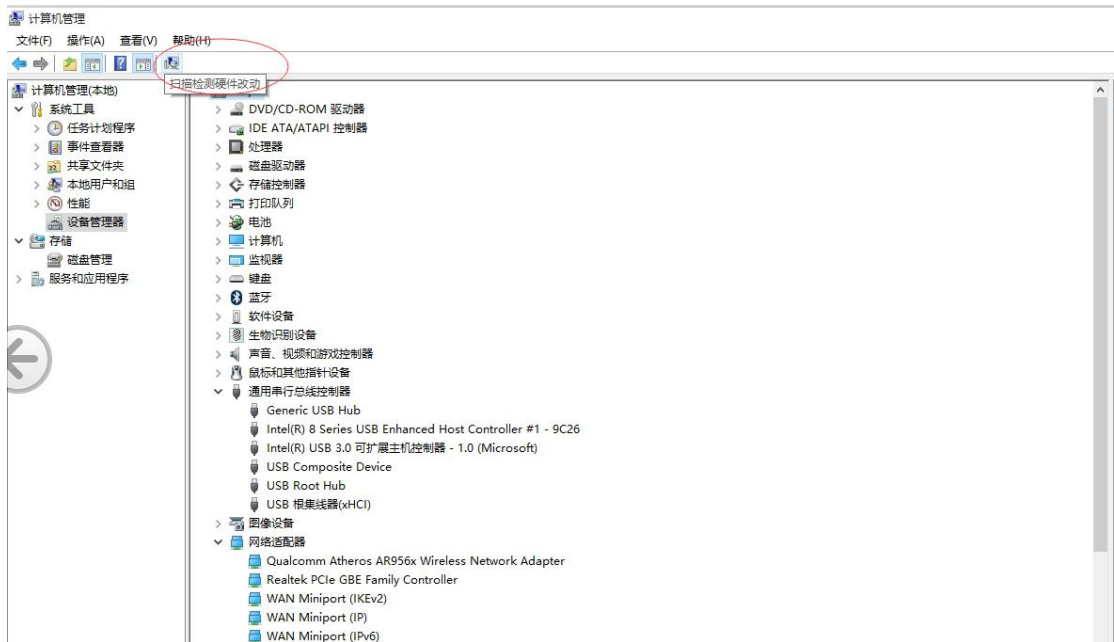 计算机管理
文件(F) 操作(A) 查看(V) 帮助(H)
扫描检测硬件改动
计算机管理(本地)
系统工具
任务计划程序
事件查看器
共享文件夹
本地用户和组
性能
设备管理器
存储
磁盘管理
服务和应用程序
DVD/CD-ROM 驱动器
IDE ATA/ATAPI 控制器
处理器
磁盘驱动器
存储控制器
打印队列
电池
计算机
监视器
键盘
蓝牙
软件设备
生物识别设备
声音、视频和游戏控制器
鼠标和其他指针设备
通用串行总线控制器
Generic USB Hub
Intel(R) 8 Series USB Enhanced Host Controller #1 - 9C26
Intel(R) USB 3.0 可扩展主机控制器 - 1.0 (Microsoft)
USB Composite Device
USB Root Hub
USB 根集线器(xHCI)
图像设备
网络适配器
Qualcomm Atheros AR956x Wireless Network Adapter
Realtek PCIe GBE Family Controller
WAN Miniport (IKEv2)
WAN Miniport (IP)
WAN Miniport (IPv6)